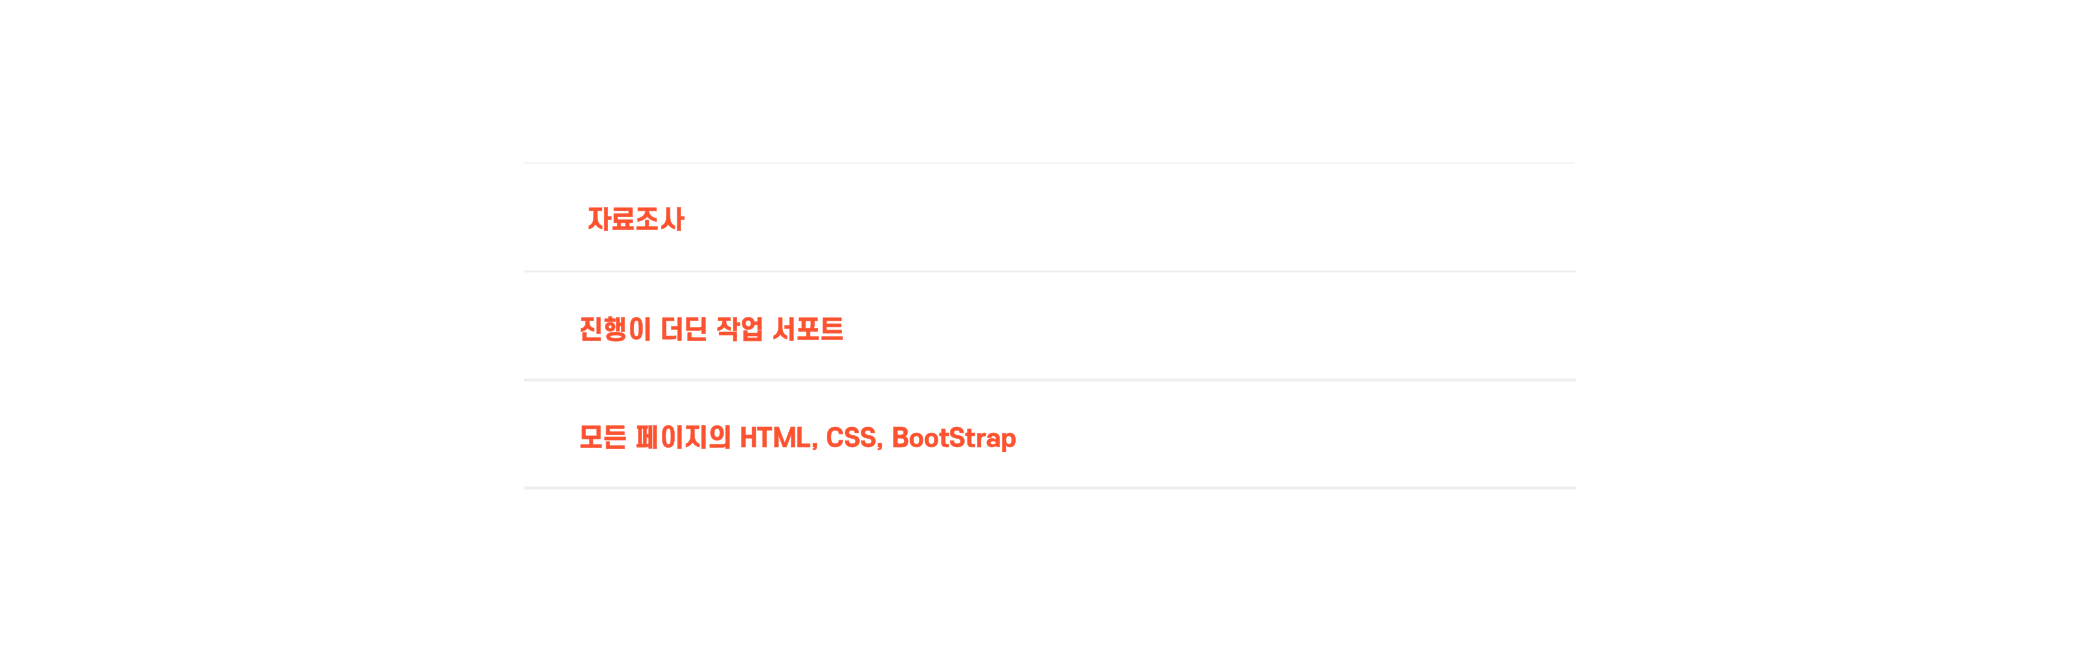 자료조사
진행이 더딘 작업 서포트
모든 페이지의 HTML, CSS, BootStrap